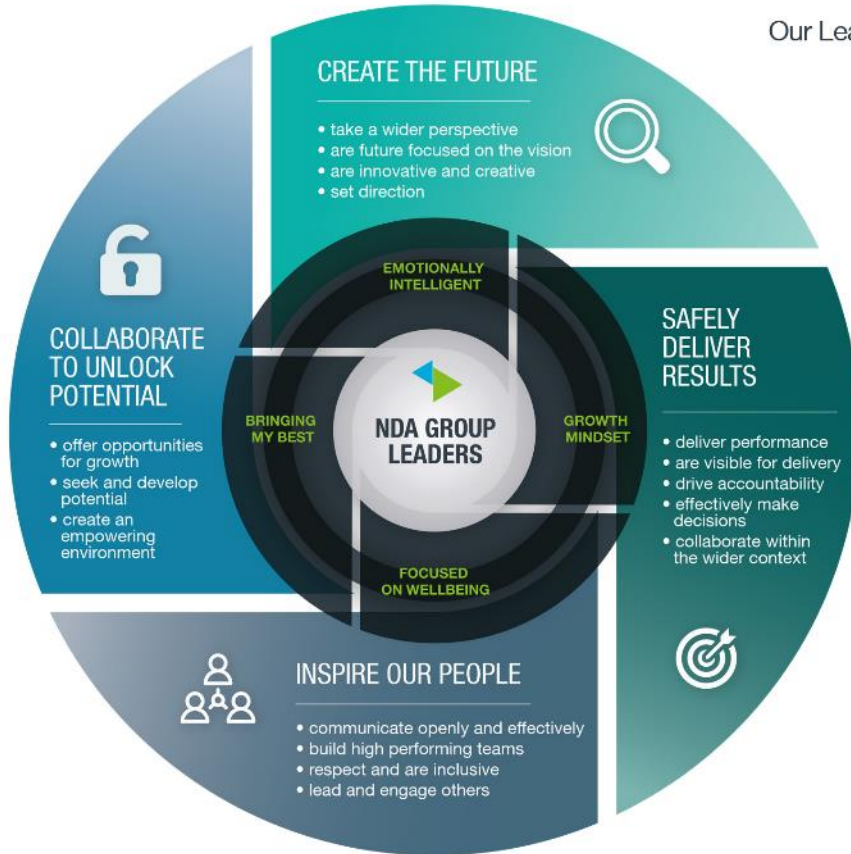 Our Lea
CREATE THE FUTURE
• take a wider perspective
• are future focused on the vision
• are innovative and creative
• set direction
COLLABORATE
TO UNLOCK
POTENTIAL
• offer opportunities
for growth
• seek and develop
potential
• create an
empowering
environment
EMOTIONALLY
INTELLIGENT
BRINGING
MY BEST
NDA GROUP
LEADERS
GROWTH
MINDSET
FOCUSED
ON WELLBEING
SAFELY
DELIVER
RESULTS
• deliver performance
• are visible for delivery
• drive accountability
• effectively make
decisions
• collaborate within
the wider context
INSPIRE OUR PEOPLE
• communicate openly and effectively
• build high performing teams
• respect and are inclusive
• lead and engage others